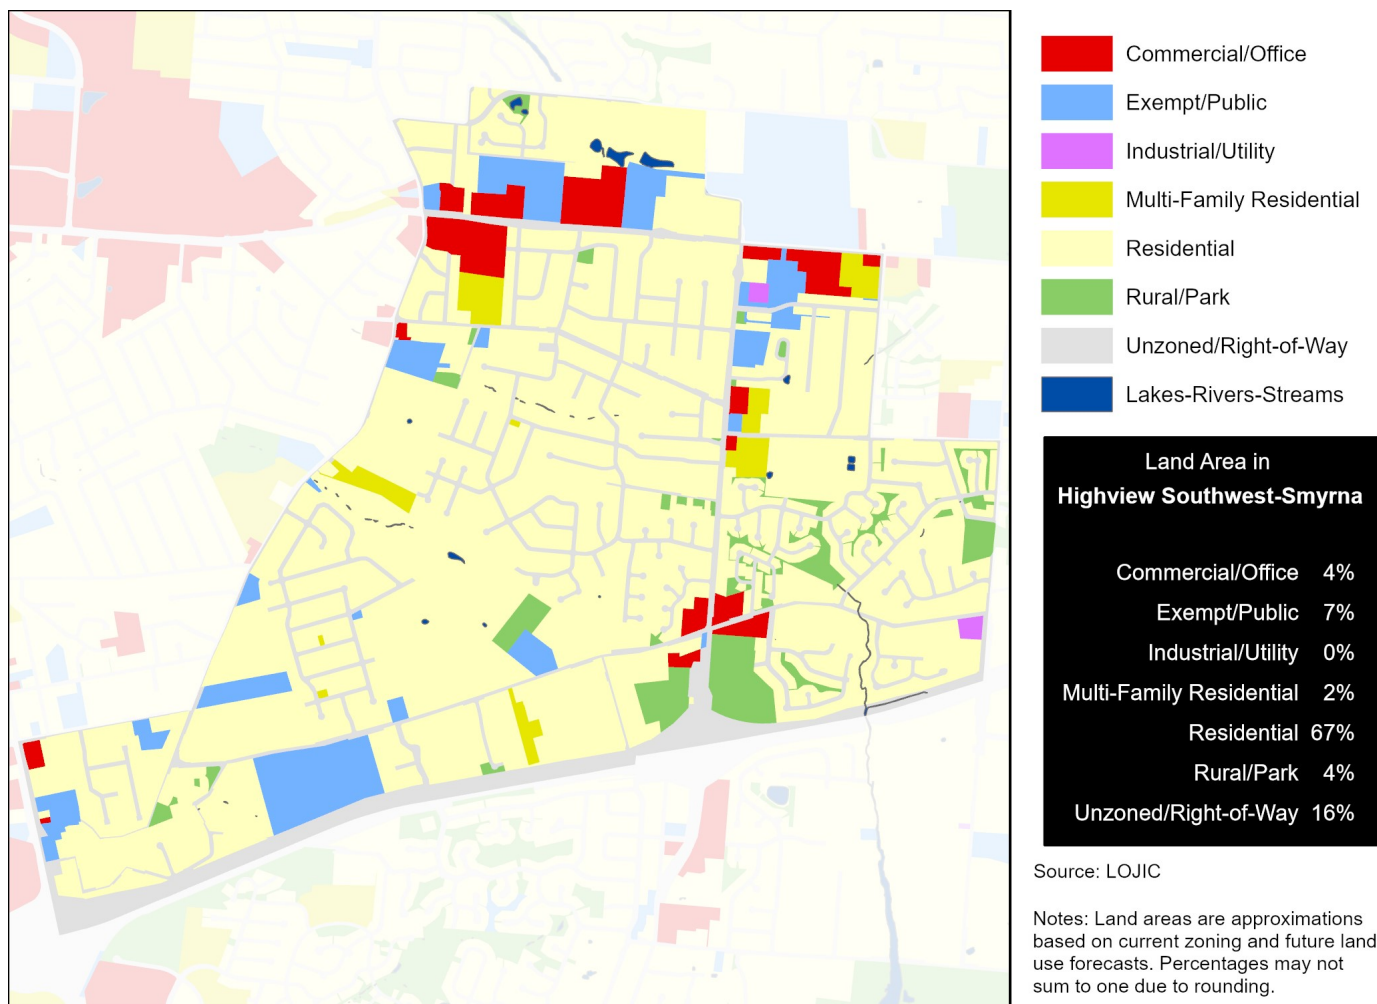 Commercial/Office
Exempt/Public
Industrial/Utility
Multi-Family Residential
Residential
Rural/Park
Unzoned/Right-of-Way
Lakes-Rivers-Streams
Land Area in
Highview Southwest-Smyrna
Commercial/Office 4%
Exempt/Public 7%
Industrial/Utility 0%
Multi-Family Residential 2%
Residential 67%
Rural/Park 4%
Unzoned/Right-of-Way 16%
Source: LOJIC
Notes: Land areas are approximations
based on current zoning and future land
use forecasts. Percentages may not
sum to one due to rounding.